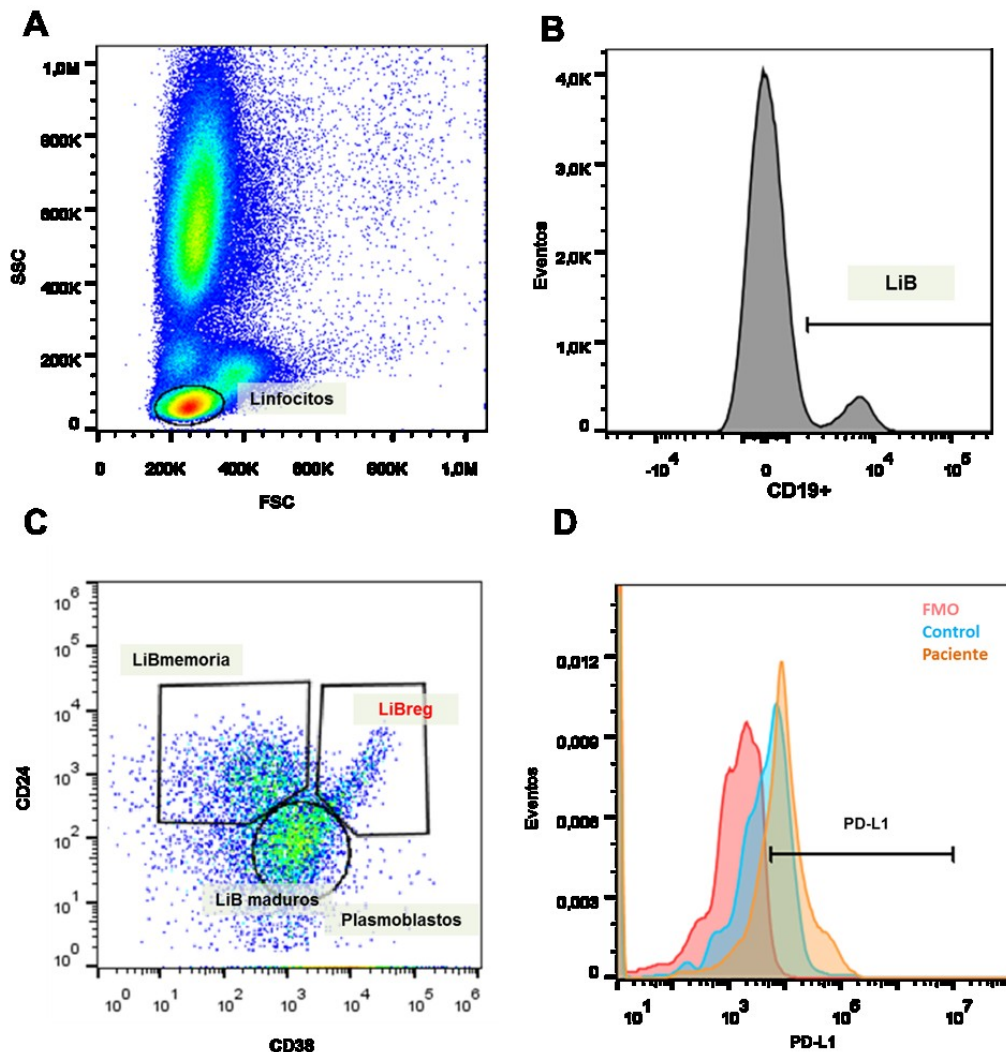 A
1,0M
800K
600K
400K
200K
0
SSC
Linfocitos
0
200K
400K
600K
800K
1,0M
FSC
B
4,0K
3,0K
2,0K
1,0K
0
Eventos
LiB
-10^4
0
10^4
10^5
CD19+
C
10^6
10^5
10^4
10^3
10^2
10^1
10^0
CD24
LiBmemoria
LiBreg
LiB maduros
Plasmoblastos
10^0
10^1
10^2
10^3
10^4
10^5
10^6
CD38
D
FMO
Control
Paciente
0,012
0,009
0,006
0,003
0
Eventos
PD-L1
10^1
10^3
10^5
10^6
10^7
PD-L1